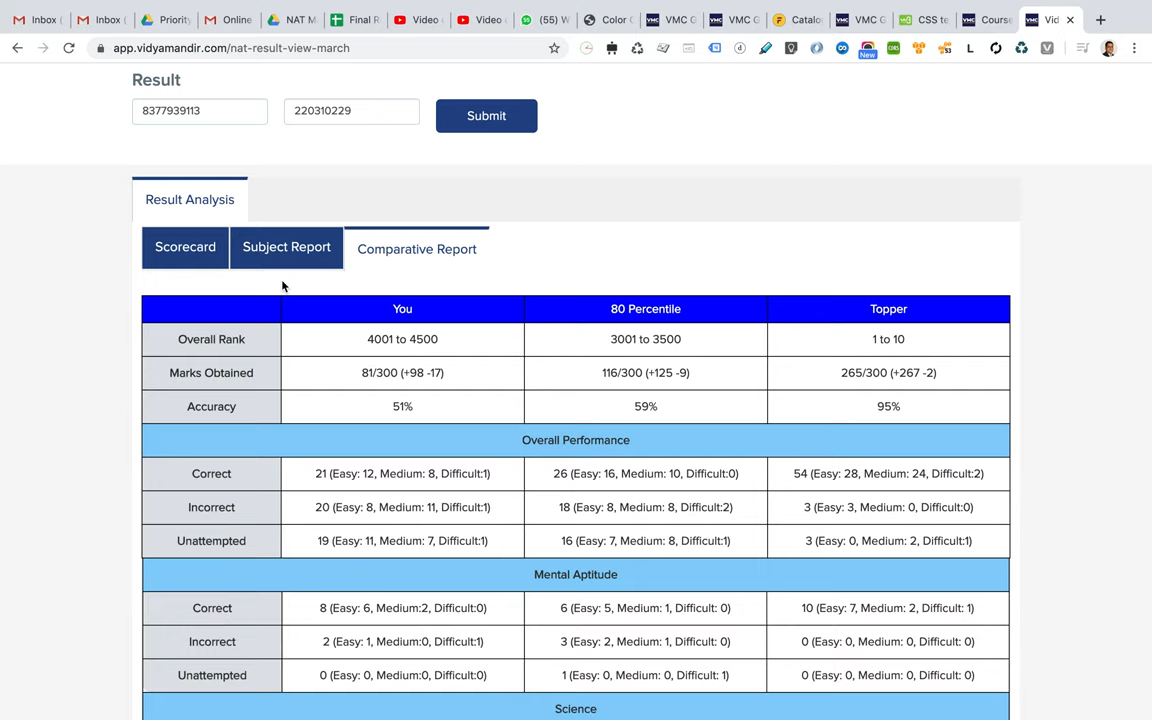 Inbox (
Inbox (
Priority
Online
NAT M
Final R
Video
Video
(55) W
Color C
VMC G
VMC G
Catalo
VMC G
CSS te
Course
Vid
app.vidyamandir.com/nat-result-view-march
New
Result
8377939113
220310229
Submit
Result Analysis
Scorecard
Subject Report
Comparative Report
You 80 Percentile Topper
Overall Rank 4001 to 4500 3001 to 3500 1 to 10
Marks Obtained 81/300 (+98 -17) 116/300 (+125 -9) 265/300 (+267 -2)
Accuracy 51% 59% 95%
Overall Performance
Correct 21 (Easy: 12, Medium: 8, Difficult:1) 26 (Easy: 16, Medium: 10, Difficult:0) 54 (Easy: 28, Medium: 24, Difficult:2)
Incorrect 20 (Easy: 8, Medium: 11, Difficult:1) 18 (Easy: 8, Medium: 8, Difficult:2) 3 (Easy: 3, Medium: 0, Difficult:0)
Unattempted 19 (Easy: 11, Medium: 7, Difficult:1) 16 (Easy: 7, Medium: 8, Difficult:1) 3 (Easy: 0, Medium: 2, Difficult:1)
Mental Aptitude
Correct 8 (Easy: 6, Medium:2, Difficult:0) 6 (Easy: 5, Medium: 1, Difficult: 0) 10 (Easy: 7, Medium: 2, Difficult: 1)
Incorrect 2 (Easy: 1, Medium:0, Difficult:1) 3 (Easy: 2, Medium: 1, Difficult: 0) 0 (Easy: 0, Medium: 0, Difficult: 0)
Unattempted 0 (Easy: 0, Medium:0, Difficult:0) 1 (Easy: 0, Medium: 0, Difficult: 1) 0 (Easy: 0, Medium: 0, Difficult: 0)
Science